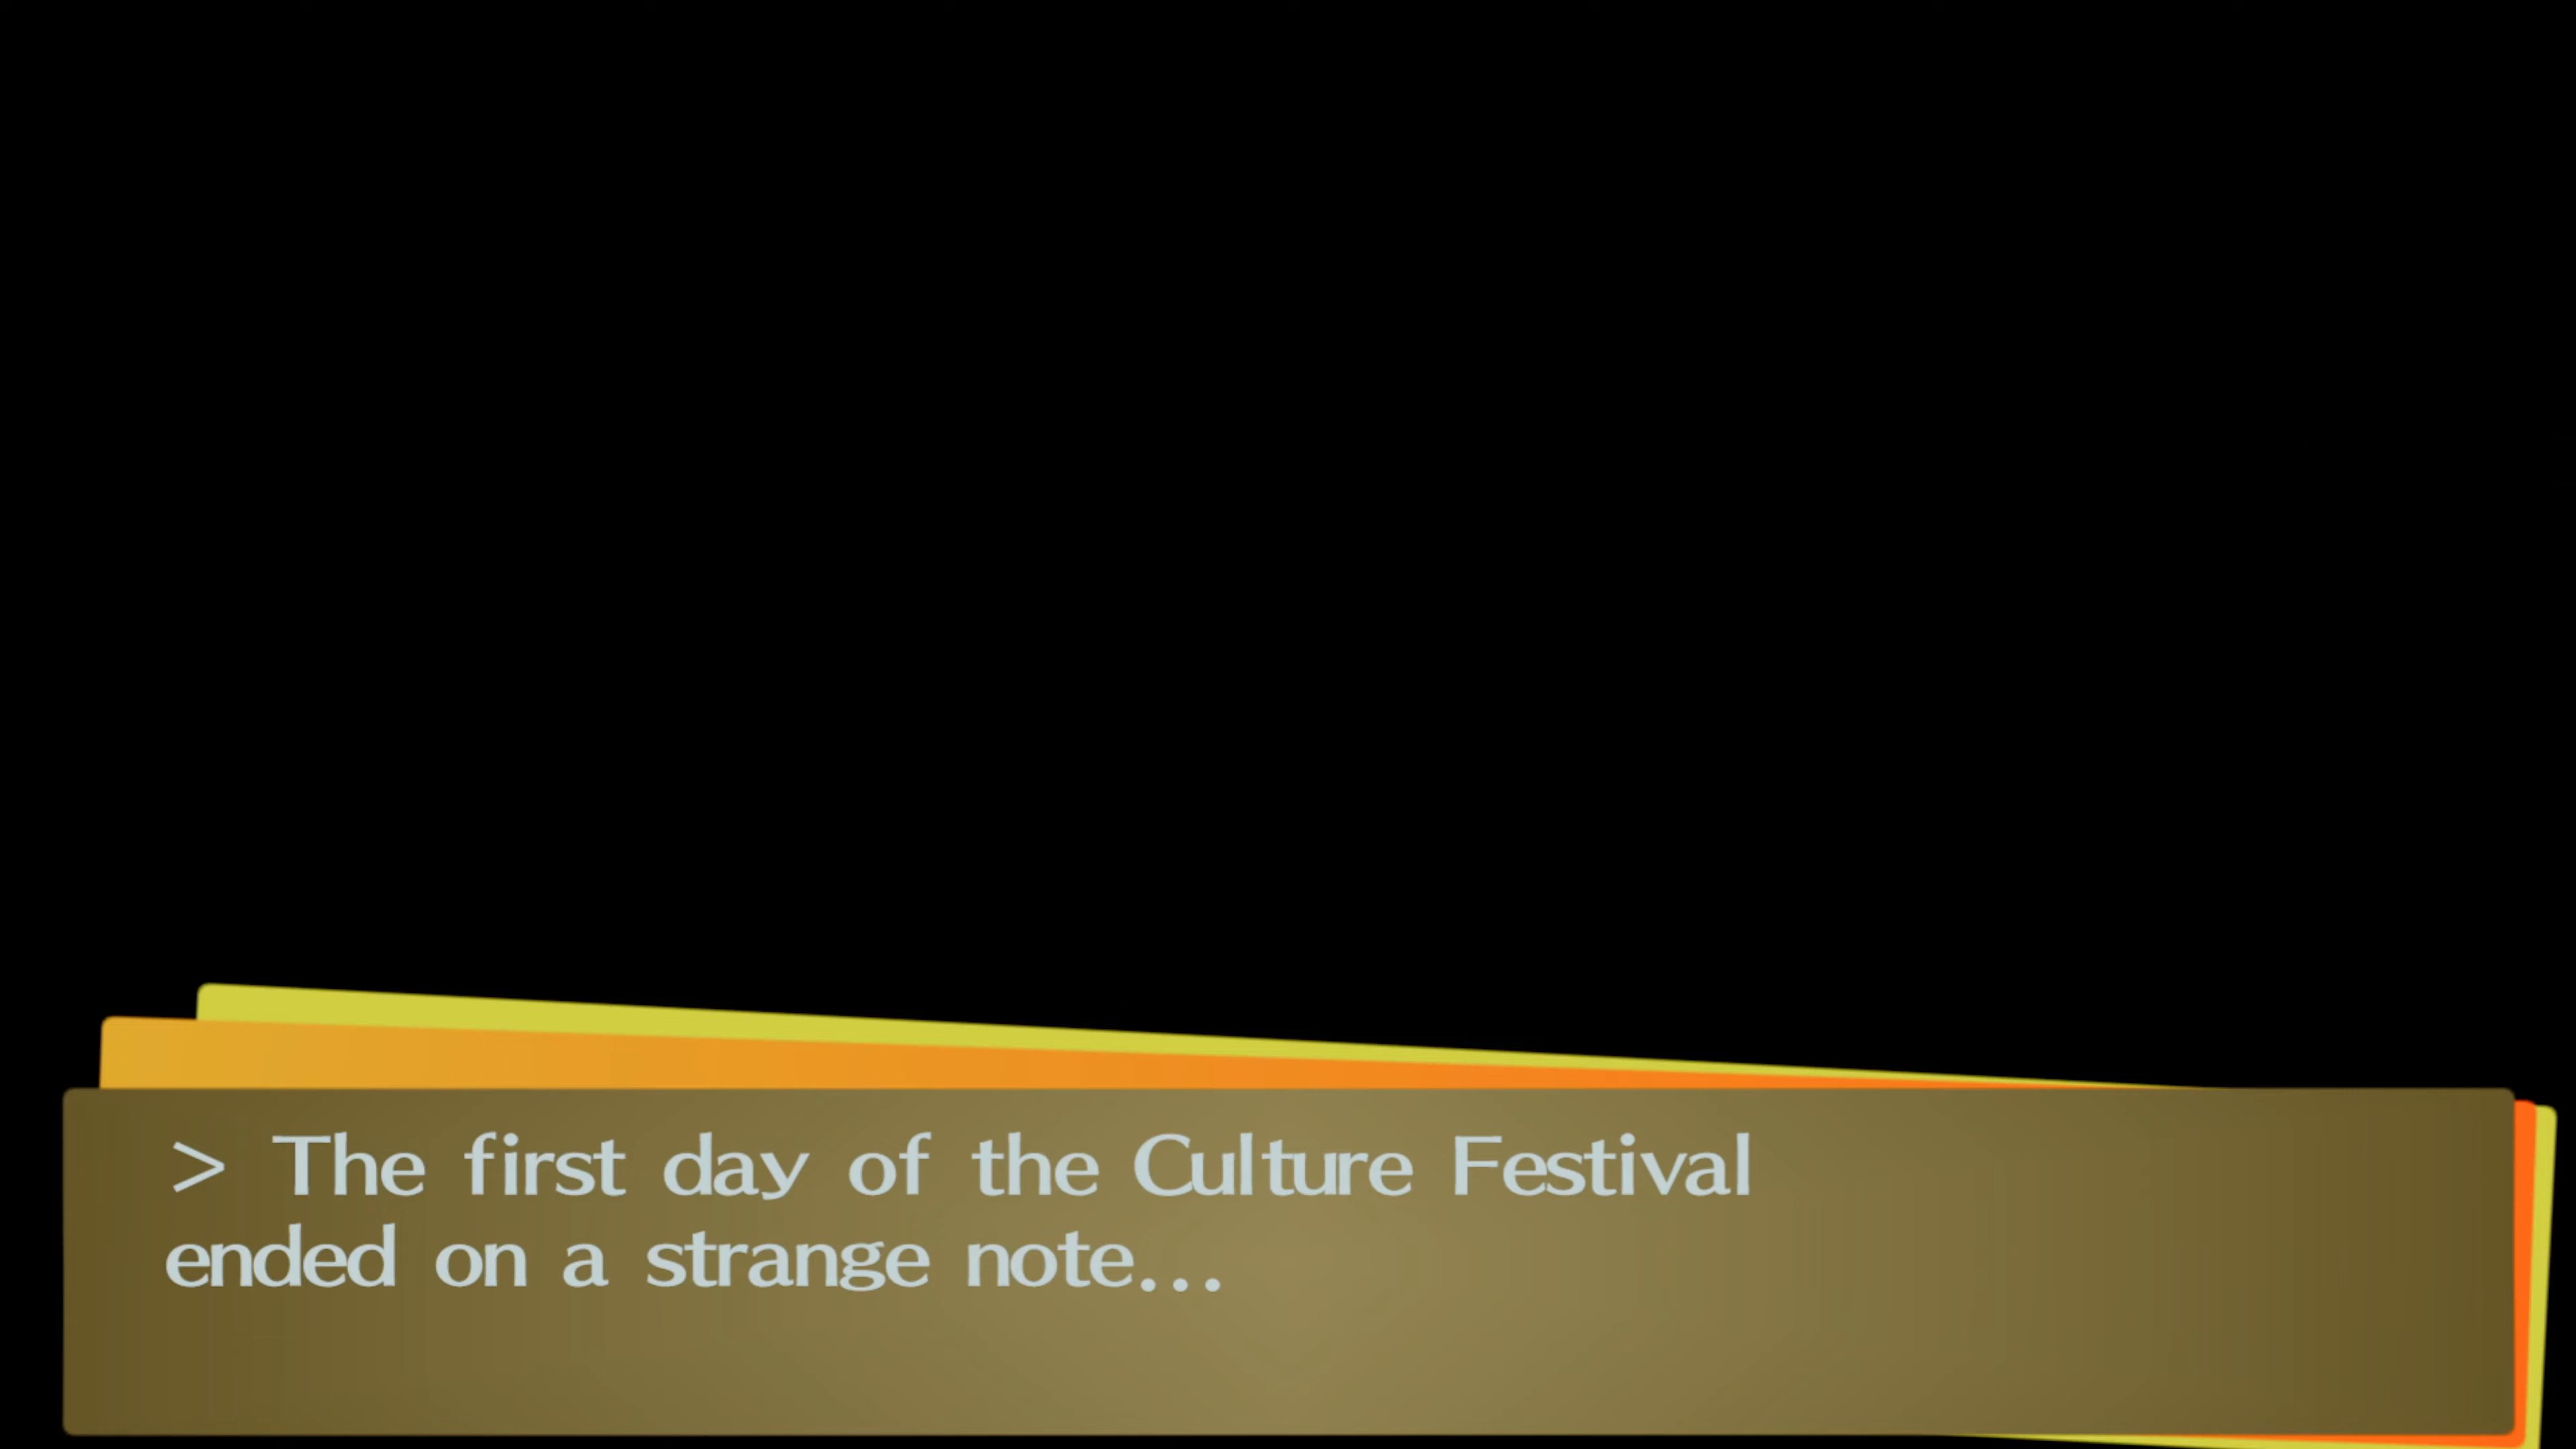 > The first day of the Culture Festival
ended on a strange note...